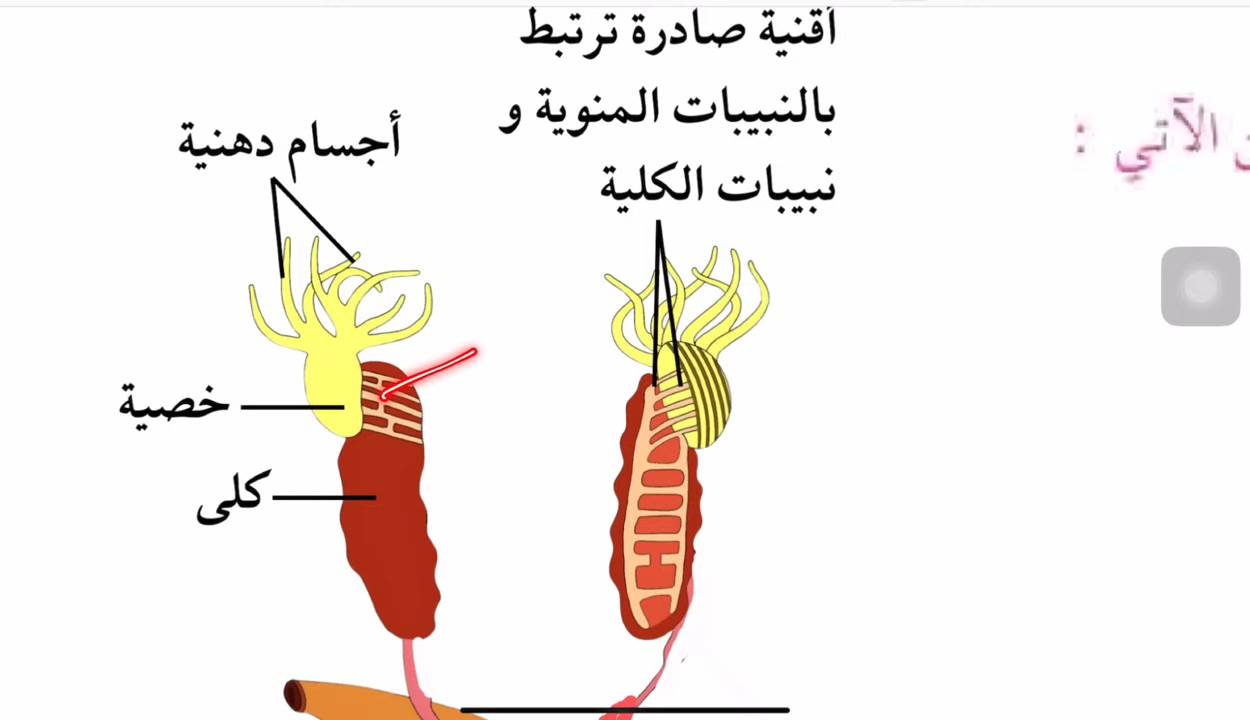 أقنية صادرة ترتبط
بالنبيبات المنوية و
نبيبات الكلية
الآتي :
أجسام دهنية
خصية
كلى